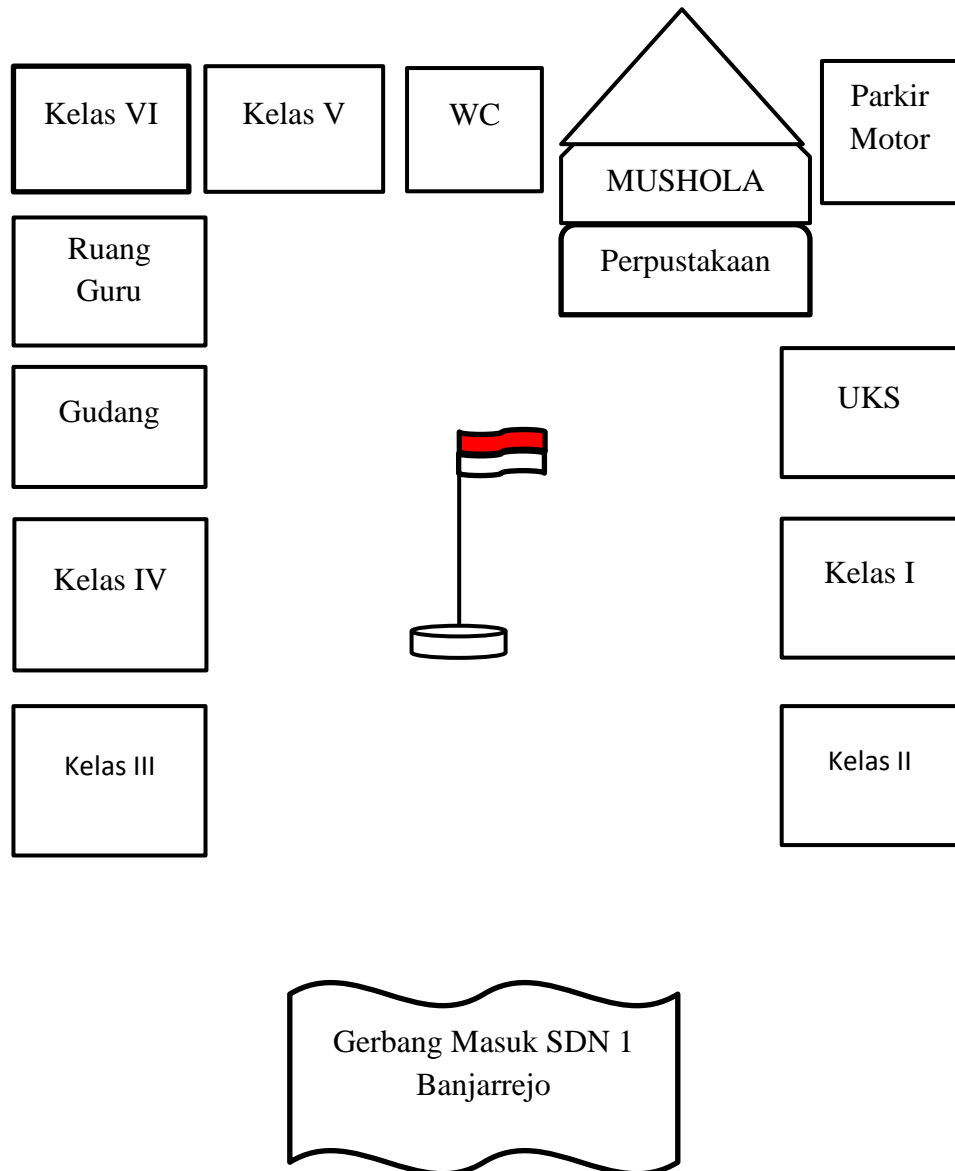 Kelas VI
Kelas V
WC
MUSHOLA
Parkir
Motor
Ruang
Guru
Perpustakaan
Gudang
UKS
Kelas IV
Kelas I
Kelas III
Kelas II
Gerbang Masuk SDN 1
Banjarrejo